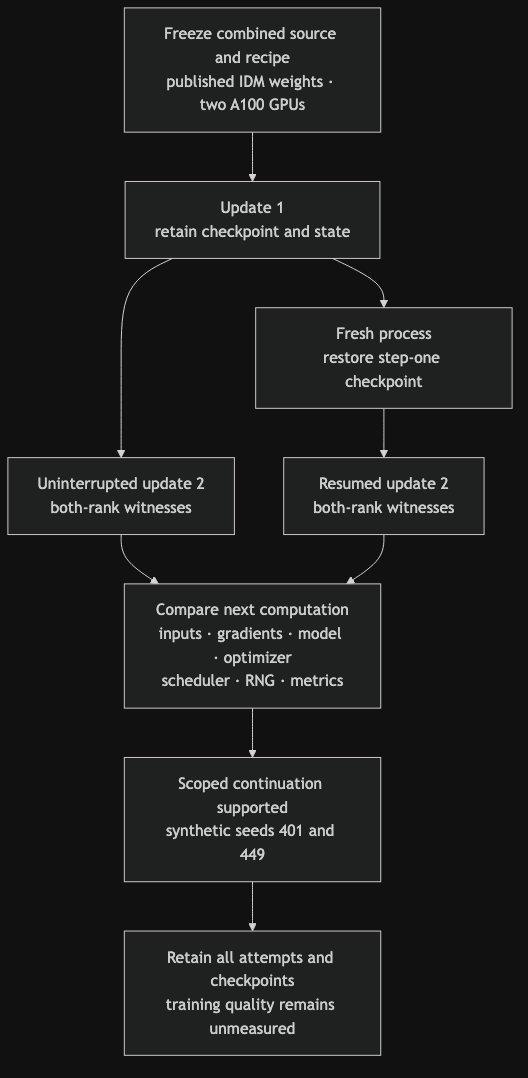 Freeze combined source
and recipe
published IDM weights ·
two A100 GPUs
Update 1
retain checkpoint and state
Fresh process
restore step-one
checkpoint
Uninterrupted update 2
both-rank witnesses
Resumed update 2
both-rank witnesses
Compare next computation
inputs · gradients · model
· optimizer
scheduler · RNG · metrics
Scoped continuation
supported
synthetic seeds 401 and
449
Retain all attempts and
checkpoints
training quality remains
unmeasured